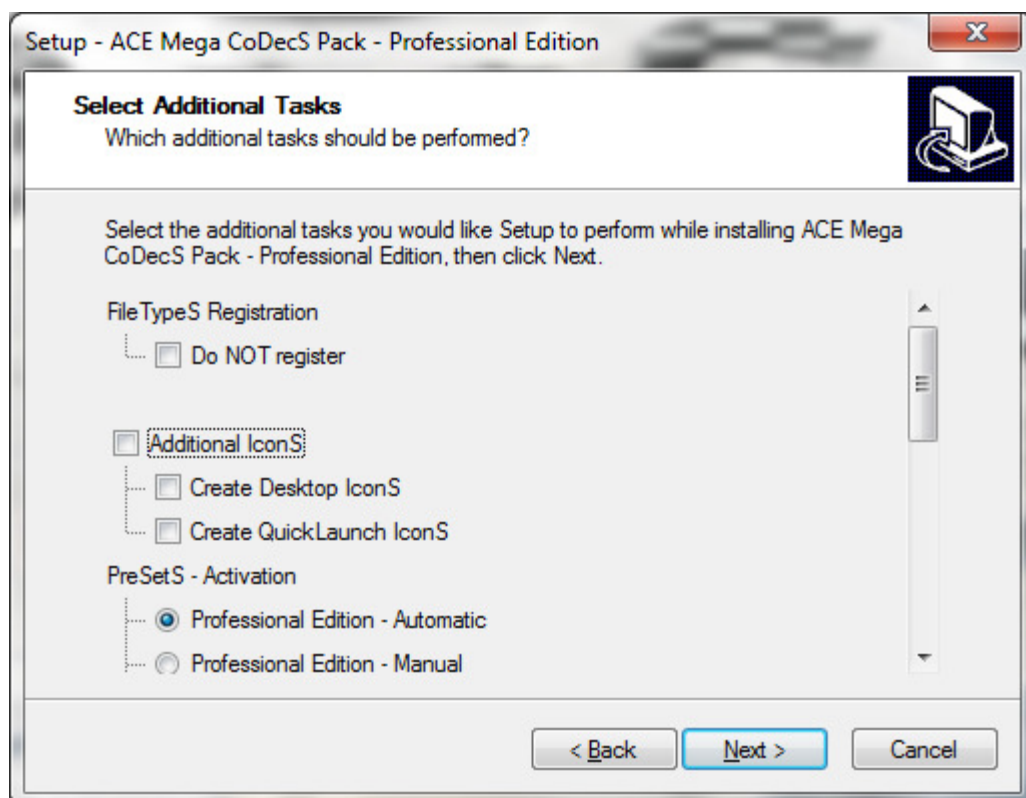 Setup - ACE Mega CoDecS Pack - Professional Edition
Select Additional Tasks
Which additional tasks should be performed?
Select the additional tasks you would like Setup to perform while installing ACE Mega
CoDecS Pack - Professional Edition, then click Next.
FileTypeS Registration
Do NOT register
Additional IconS
Create Desktop IconS
Create QuickLaunch IconS
PreSetS - Activation
Professional Edition - Automatic
Professional Edition - Manual
< Back Next > Cancel